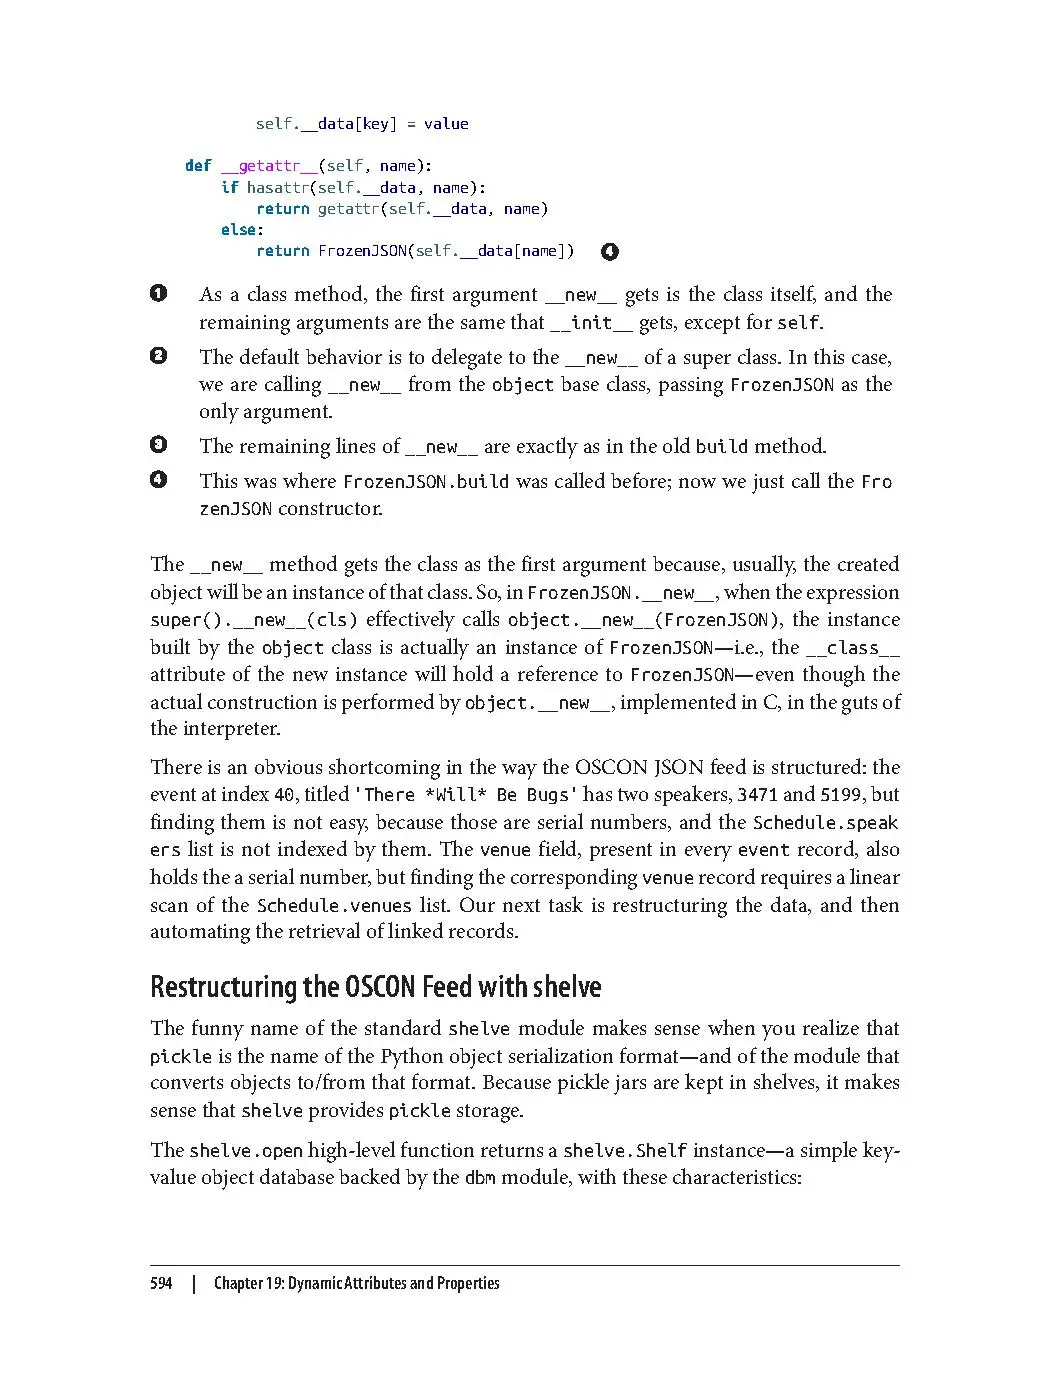 self.__data[key] = value
def __getattr__(self, name):
if hasattr(self.__data, name):
return getattr(self.__data, name)
else:
return FrozenJSON(self.__data[name]) ❹
❶ As a class method, the first argument __new__ gets is the class itself, and the
remaining arguments are the same that __init__ gets, except for self.
❷ The default behavior is to delegate to the __new__ of a super class. In this case,
we are calling __new__ from the object base class, passing FrozenJSON as the
only argument.
❸ The remaining lines of __new__ are exactly as in the old build method.
❹ This was where FrozenJSON.build was called before; now we just call the Fro
zenJSON constructor.
The __new__ method gets the class as the first argument because, usually, the created
object will be an instance of that class. So, in FrozenJSON.__new__, when the expression
super().__new__(cls) effectively calls object.__new__(FrozenJSON), the instance
built by the object class is actually an instance of FrozenJSON—i.e., the __class__
attribute of the new instance will hold a reference to FrozenJSON—even though the
actual construction is performed by object.__new__, implemented in C, in the guts of
the interpreter.
There is an obvious shortcoming in the way the OSCON JSON feed is structured: the
event at index 40, titled 'There *Will* Be Bugs' has two speakers, 3471 and 5199, but
finding them is not easy, because those are serial numbers, and the Schedule.speak
ers list is not indexed by them. The venue field, present in every event record, also
holds the a serial number, but finding the corresponding venue record requires a linear
scan of the Schedule.venues list. Our next task is restructuring the data, and then
automating the retrieval of linked records.
Restructuring the OSCON Feed with shelve
The funny name of the standard shelve module makes sense when you realize that
pickle is the name of the Python object serialization format—and of the module that
converts objects to/from that format. Because pickle jars are kept in shelves, it makes
sense that shelve provides pickle storage.
The shelve.open high-level function returns a shelve.Shelf instance—a simple key-
value object database backed by the dbm module, with these characteristics:
594 | Chapter 19: Dynamic Attributes and Properties